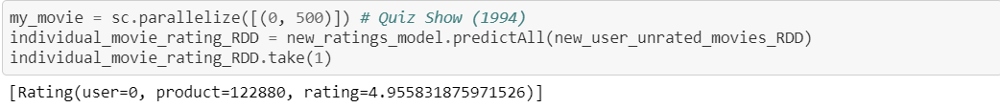 my_movie = sc.parallelize([(0, 500)]) # Quiz Show (1994)
individual_movie_rating_RDD = new_ratings_model.predictAll(new_user_unrated_movies_RDD)
individual_movie_rating_RDD.take(1)
[Rating(user=0, product=122880, rating=4.955831875971526)]